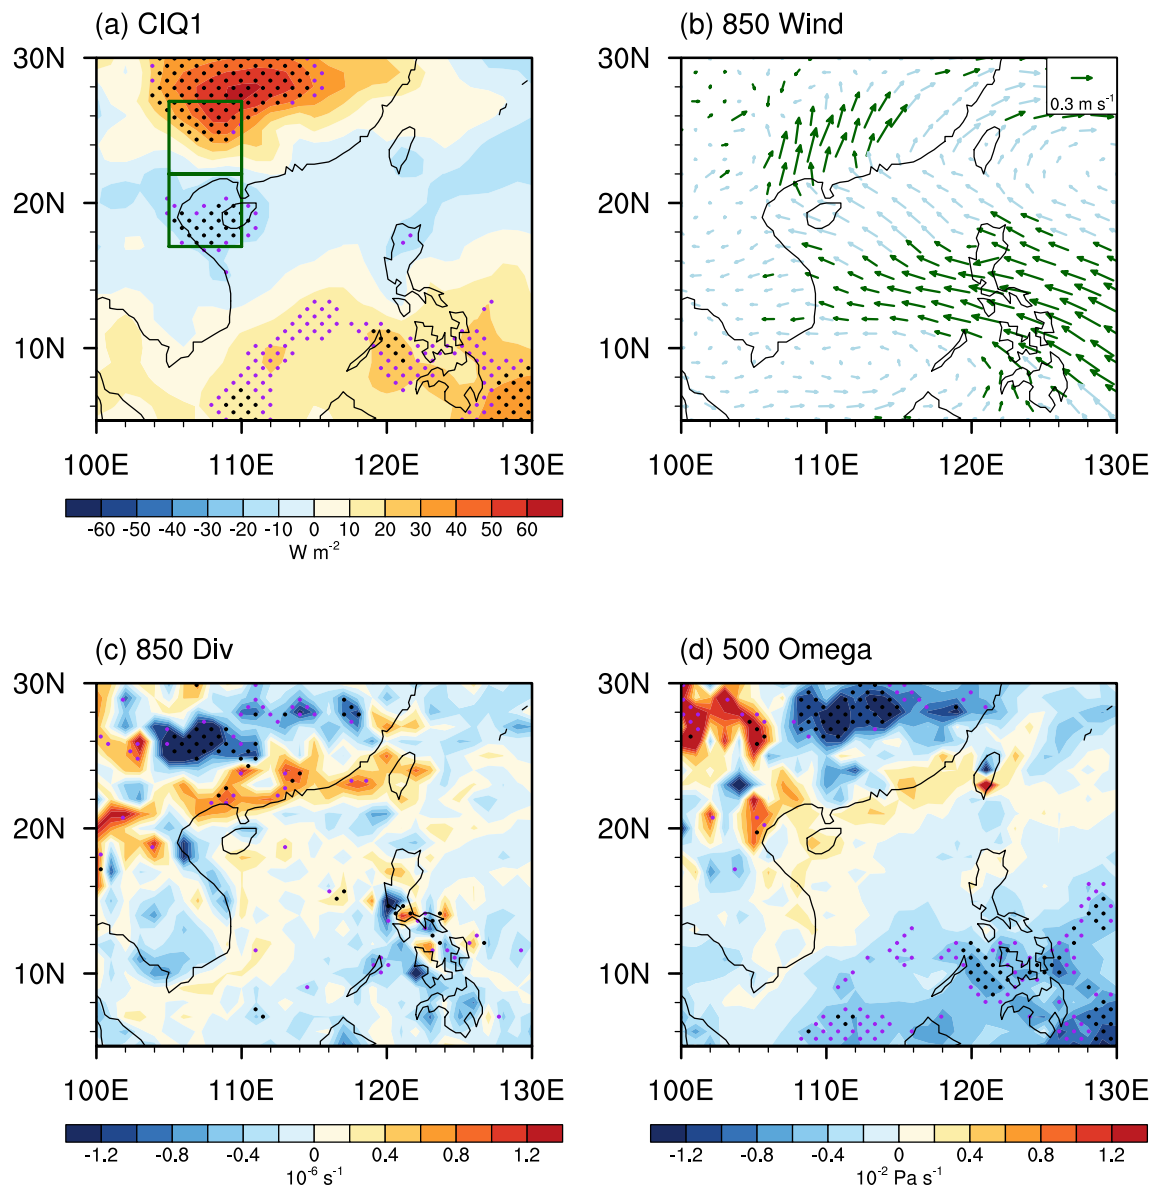 (a) CIQ1
30N
20N
10N
100E 110E 120E 130E
-60 -50 -40 -30 -20 -10 0 10 20 30 40 50 60
W m⁻²
(b) 850 Wind
0.3 m s⁻¹
30N
20N
10N
100E 110E 120E 130E
(c) 850 Div
30N
20N
10N
100E 110E 120E 130E
-1.2 -0.8 -0.4 0 0.4 0.8 1.2
10⁻⁶ s⁻¹
(d) 500 Omega
30N
20N
10N
100E 110E 120E 130E
-1.2 -0.8 -0.4 0 0.4 0.8 1.2
10⁻² Pa s⁻¹